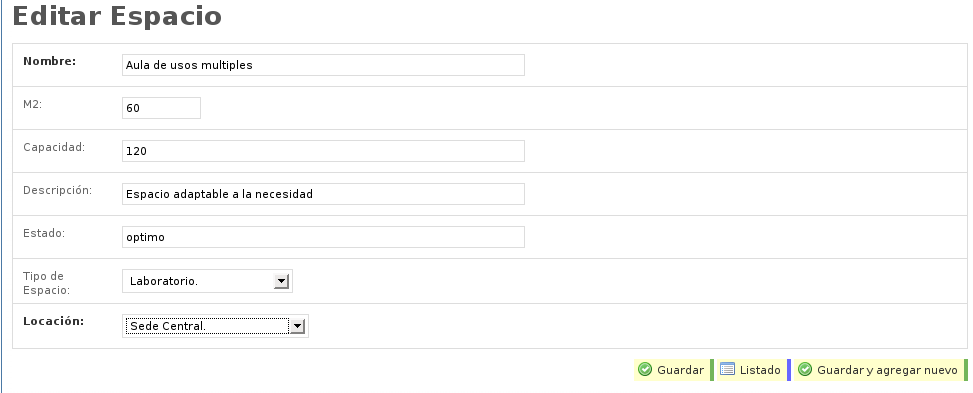 Editar Espacio
Nombre: Aula de usos multiples
M2: 60
Capacidad: 120
Descripción: Espacio adaptable a la necesidad
Estado: optimo
Tipo de
Espacio: Laboratorio.
Locación: Sede Central.
Guardar Listado Guardar y agregar nuevo